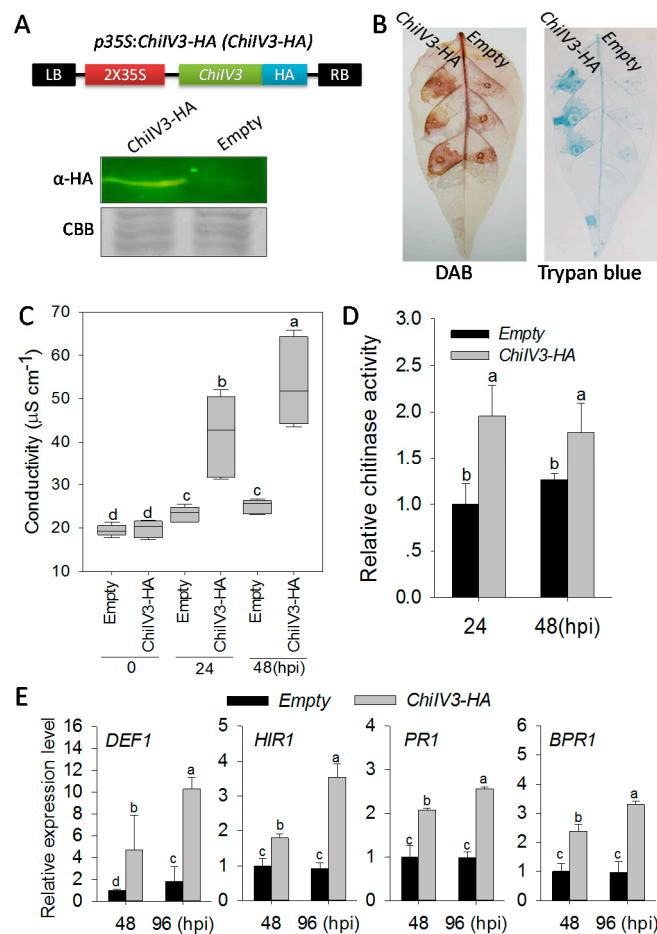 A
p35S:ChiIV3-HA (ChiIV3-HA)
LB 2X35S ChiIV3 HA RB
ChiIV3-HA Empty
α-HA
CBB
B
ChiIV3-HA Empty ChiIV3-HA Empty
DAB Trypan blue
C
Conductivity (µS cm⁻¹)
70
60
50
40
30
20
10
d d c b c a
Empty ChiIV3-HA Empty ChiIV3-HA Empty ChiIV3-HA
0 24 48(hpi)
D
Relative chitinase activity
3.0
2.5
2.0
1.5
1.0
0.5
0.0
Empty
ChiIV3-HA
b a b a
24 48(hpi)
E
Empty ChiIV3-HA
Relative expression level
DEF1
16
14
12
10
8
6
4
2
0
d b c a
48 96 (hpi)
HIR1
5
4
3
2
1
0
c b c a
48 96 (hpi)
PR1
4
3
2
1
0
c b c a
48 96 (hpi)
BPR1
6
5
4
3
2
1
0
c b c a
48 96 (hpi)